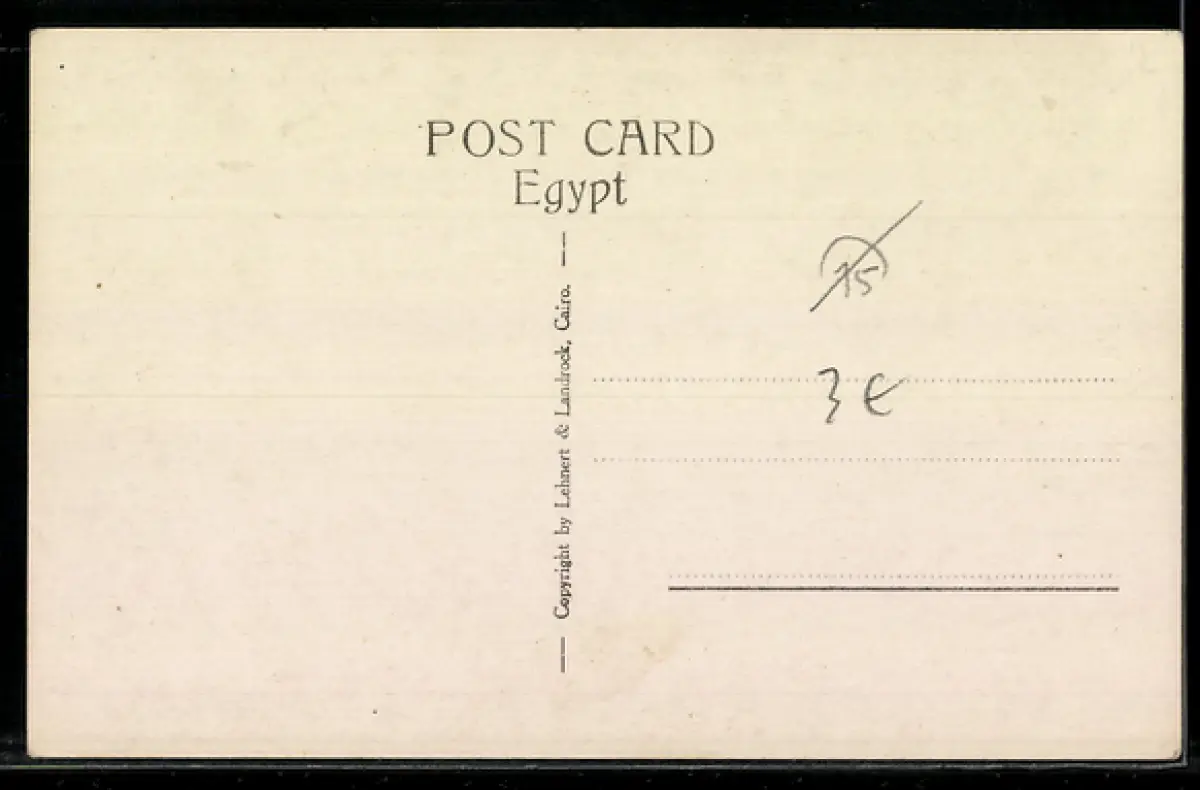 POST CARD
Egypt
— Copyright by Lehnert & Landrock, Cairo. —
15
3 €